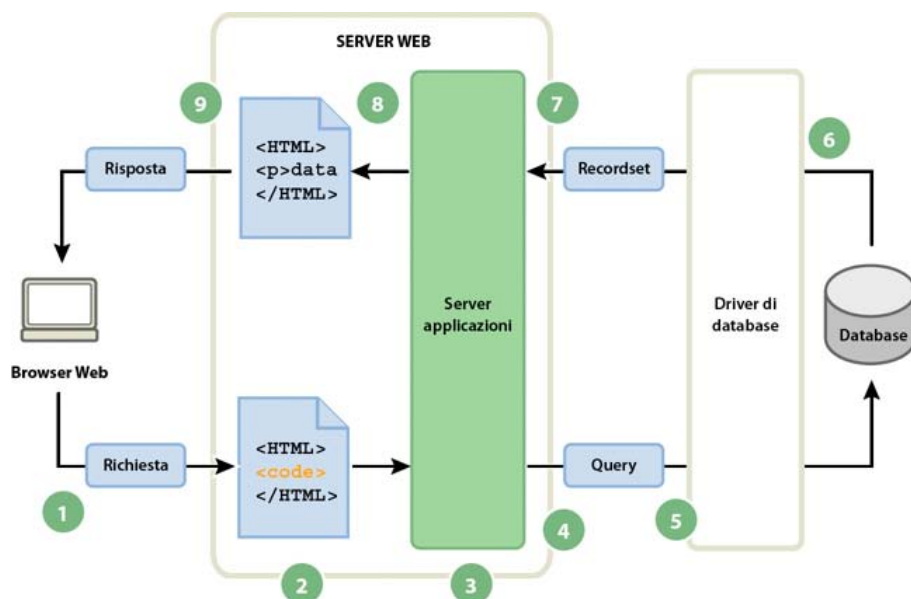 SERVER WEB
9
8
7
6
Risposta
<HTML>
<p>data
</HTML>
Recordset
Server
applicazioni
Driver di
database
Database
Browser Web
Richiesta
<HTML>
<code>
</HTML>
Query
1
2
3
4
5